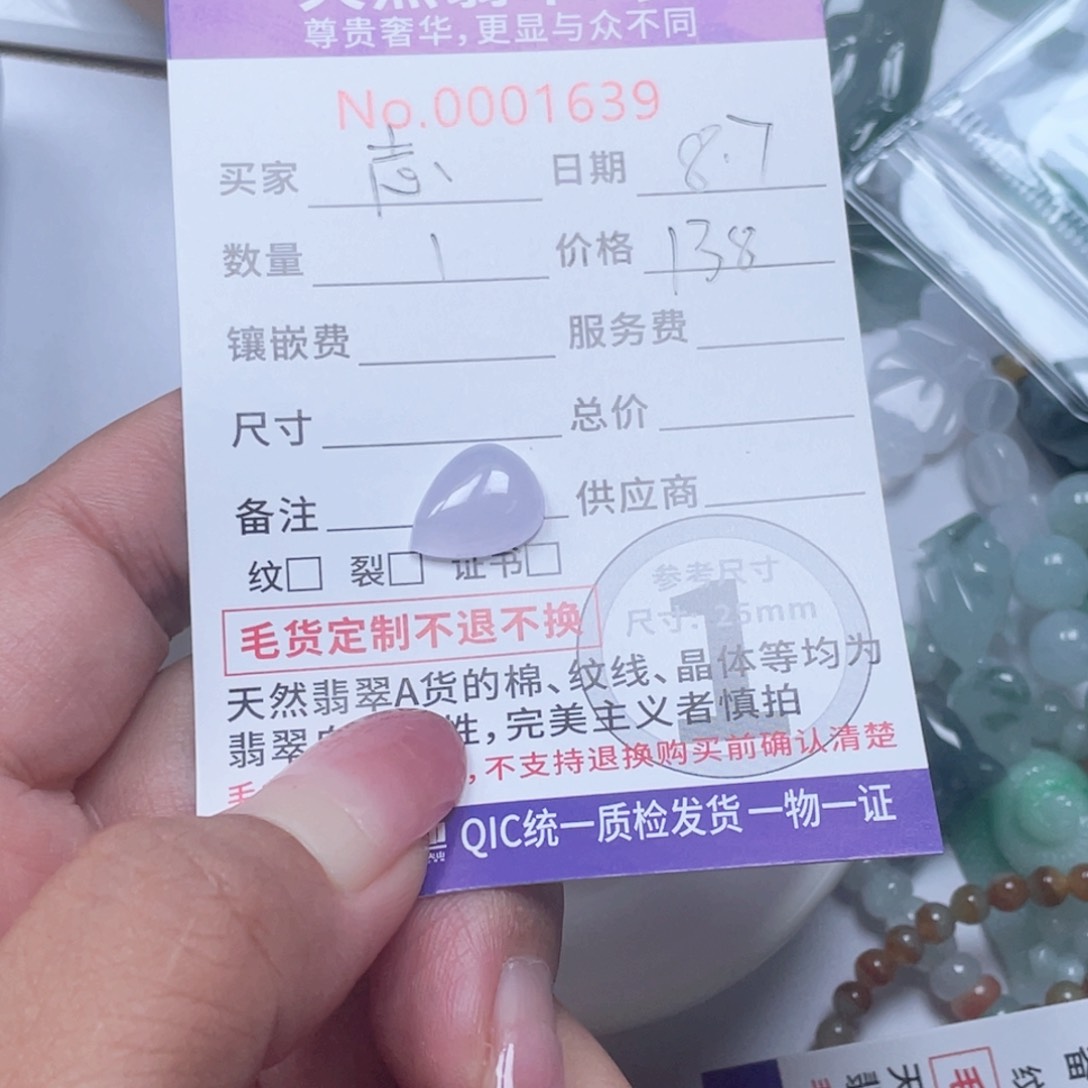 尊贵奢华,更显与众不同
No.0001639
买家 日期 8.7
数量 1 价格 138
镶嵌费 服务费
尺寸 总价
备注 供应商
纹□ 裂□ 证书□
参考尺寸
尺寸: 25mm
1
毛货定制不退不换
天然翡翠A货的棉、纹线、晶体等均为
翡翠 性,完美主义者慎拍
,不支持退换购买前确认清楚
QIC统一质检发货 一物一证